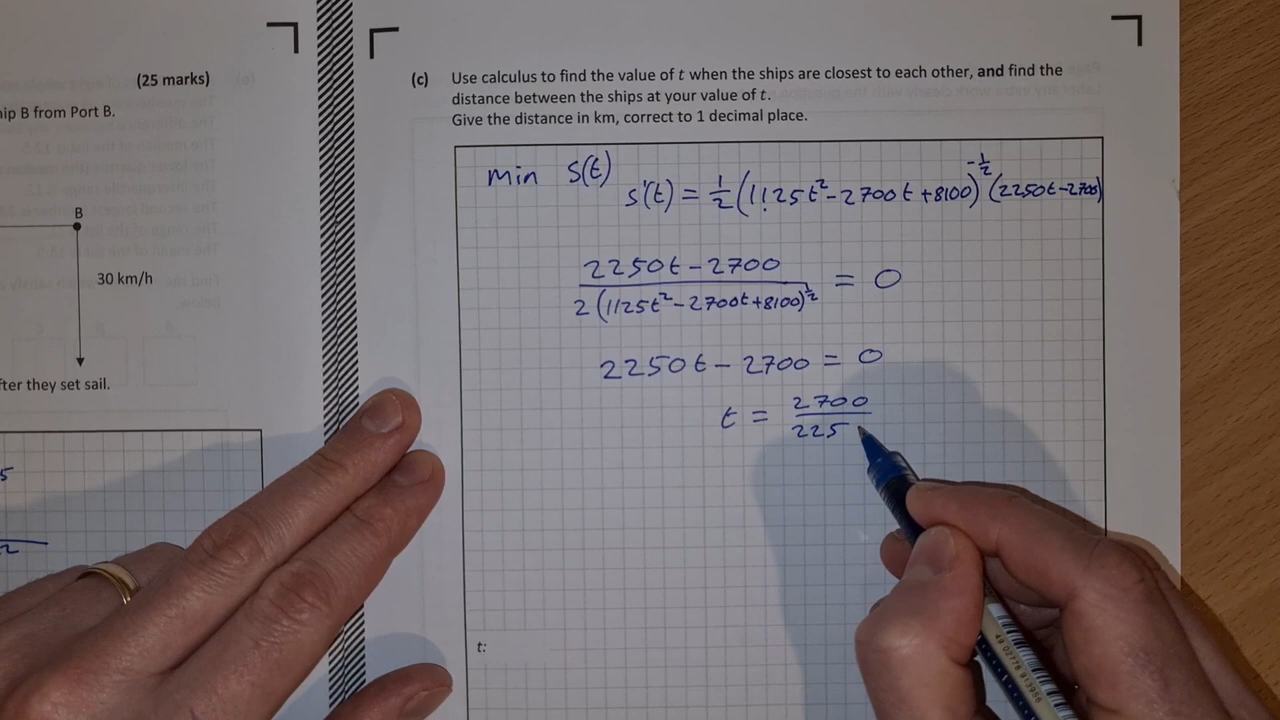 (25 marks)
ip B from Port B.
B
30 km/h
fter they set sail.
5
2
(c) Use calculus to find the value of t when the ships are closest to each other, and find the
distance between the ships at your value of t.
Give the distance in km, correct to 1 decimal place.
min S(t)
s'(t) = 1/2 (1125t² - 2700t + 8100)^-1/2 (2250t - 2700)
2250t - 2700 / 2(1125t² - 2700t + 8100)^1/2 = 0
2250t - 2700 = 0
t = 2700 / 225
t: